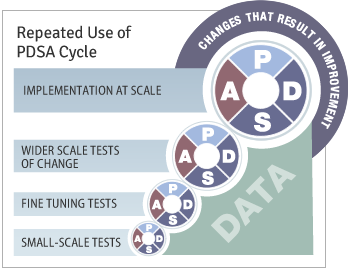 Repeated Use of
PDSA Cycle
CHANGES THAT RESULT IN IMPROVEMENT
IMPLEMENTATION AT SCALE
P
A D
S
WIDER SCALE TESTS
OF CHANGE
P
A D
S
FINE TUNING TESTS
P
A D
S
DATA
SMALL-SCALE TESTS
P
A D
S